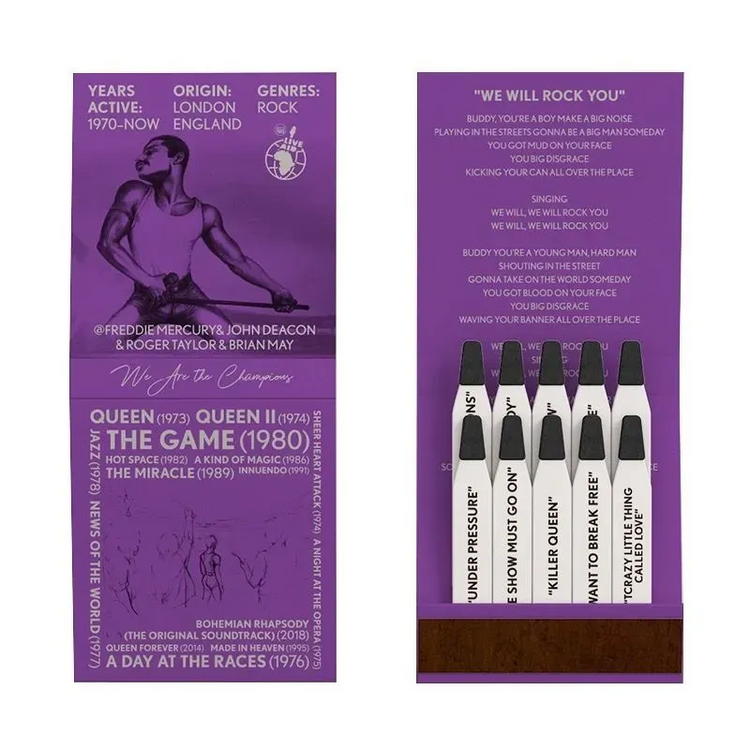 YEARS
ACTIVE:
1970–NOW
ORIGIN:
LONDON
ENGLAND
GENRES:
ROCK
LIVE
AID
@FREDDIE MERCURY& JOHN DEACON
& ROGER TAYLOR & BRIAN MAY
We Are the Champions
QUEEN (1973) QUEEN II (1974)
THE GAME (1980)
HOT SPACE (1982) A KIND OF MAGIC (1986)
THE MIRACLE (1989) INNUENDO (1991)
JAZZ (1978) NEWS OF THE WORLD (1977)
SHEER HEART ATTACK (1974) A NIGHT AT THE OPERA (1975)
BOHEMIAN RHAPSODY
(THE ORIGINAL SOUNDTRACK) (2018)
QUEEN FOREVER (2014) MADE IN HEAVEN (1995)
A DAY AT THE RACES (1976)
"WE WILL ROCK YOU"
BUDDY, YOU'RE A BOY MAKE A BIG NOISE
PLAYING IN THE STREETS GONNA BE A BIG MAN SOMEDAY
YOU GOT MUD ON YOUR FACE
YOU BIG DISGRACE
KICKING YOUR CAN ALL OVER THE PLACE
SINGING
WE WILL, WE WILL ROCK YOU
WE WILL, WE WILL ROCK YOU
BUDDY YOU'RE A YOUNG MAN, HARD MAN
SHOUTING IN THE STREET
GONNA TAKE ON THE WORLD SOMEDAY
YOU GOT BLOOD ON YOUR FACE
YOU BIG DISGRACE
WAVING YOUR BANNER ALL OVER THE PLACE
"UNDER PRESSURE"
E SHOW MUST GO ON"
"KILLER QUEEN"
WANT TO BREAK FREE"
"TCRAZY LITTLE THING
CALLED LOVE"